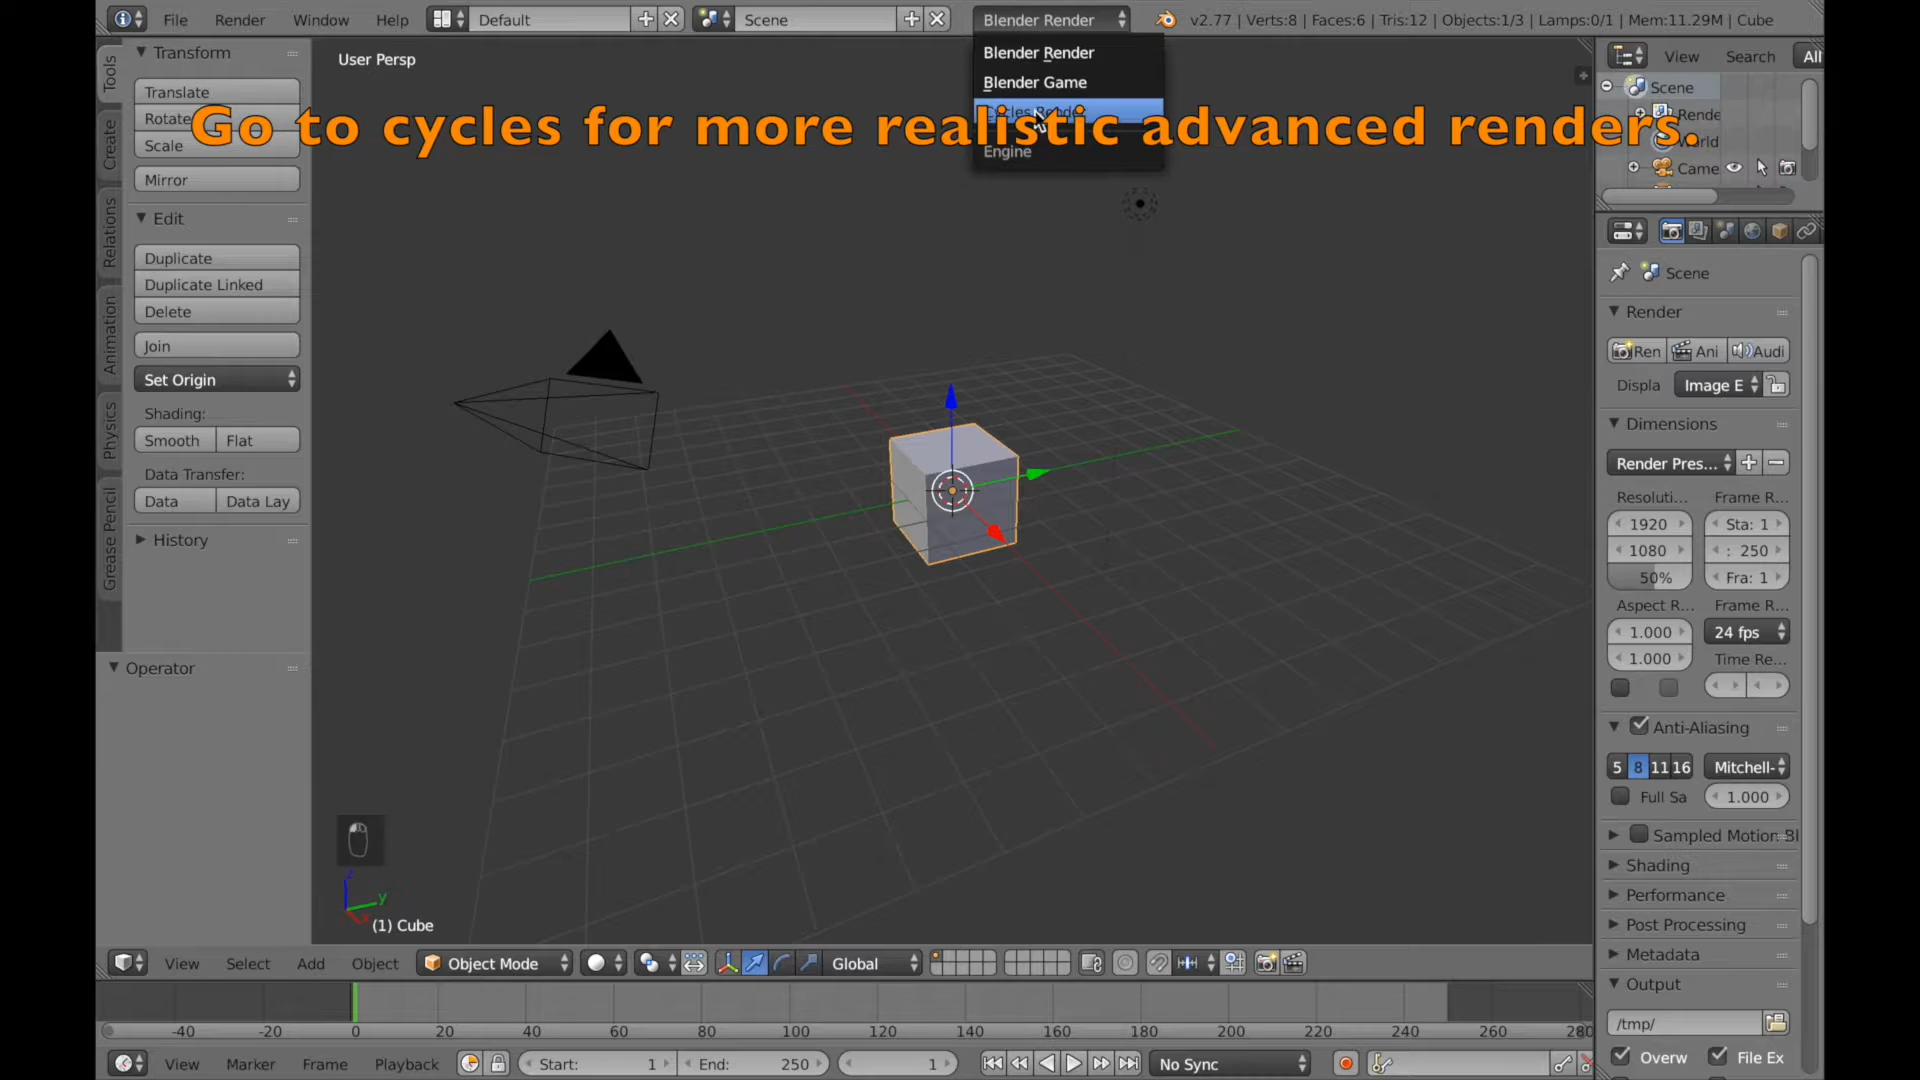 File Render Window Help Default Scene Blender Render v2.77 | Verts:8 | Faces:6 | Tris:12 | Objects:1/3 | Lamps:0/1 | Mem:11.29M | Cube
Blender Render
Blender Game
Cycles Render
Engine
Go to cycles for more realistic advanced renders.
User Persp
Tools
Create
Relations
Animation
Physics
Grease Pencil
Transform
Translate
Rotate
Scale
Mirror
Edit
Duplicate
Duplicate Linked
Delete
Join
Set Origin
Shading:
Smooth Flat
Data Transfer:
Data Data Lay
History
Operator
z
y
x
(1) Cube
View Search All
Scene
Rende
World
Came
Scene
Render
Ren Ani Audi
Displa Image E
Dimensions
Render Pres...
Resoluti... Frame R...
1920 Sta: 1
1080 : 250
50% Fra: 1
Aspect R... Frame R...
1.000 24 fps
1.000 Time Re...
Anti-Aliasing
5 8 11 16 Mitchell-
Full Sa 1.000
Sampled Motion Bl
Shading
Performance
Post Processing
Metadata
Output
/tmp/
Overw File Ex
View Select Add Object Object Mode Global
-40 -20 0 20 40 60 80 100 120 140 160 180 200 220 240 260 280
View Marker Frame Playback Start: 1 End: 250 1 No Sync